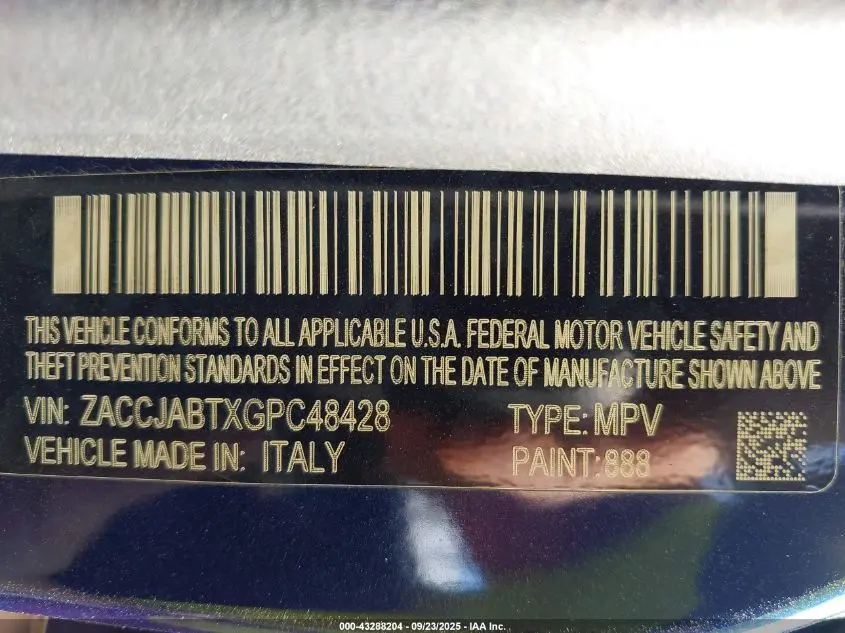 THIS VEHICLE CONFORMS TO ALL APPLICABLE U.S.A. FEDERAL MOTOR VEHICLE SAFETY AND
THEFT PREVENTION STANDARDS IN EFFECT ON THE DATE OF MANUFACTURE SHOWN ABOVE
VIN: ZACCJABTXGPC48428 TYPE: MPV
VEHICLE MADE IN: ITALY PAINT: 888
000-43288204 - 09/23/2025 - IAA Inc.